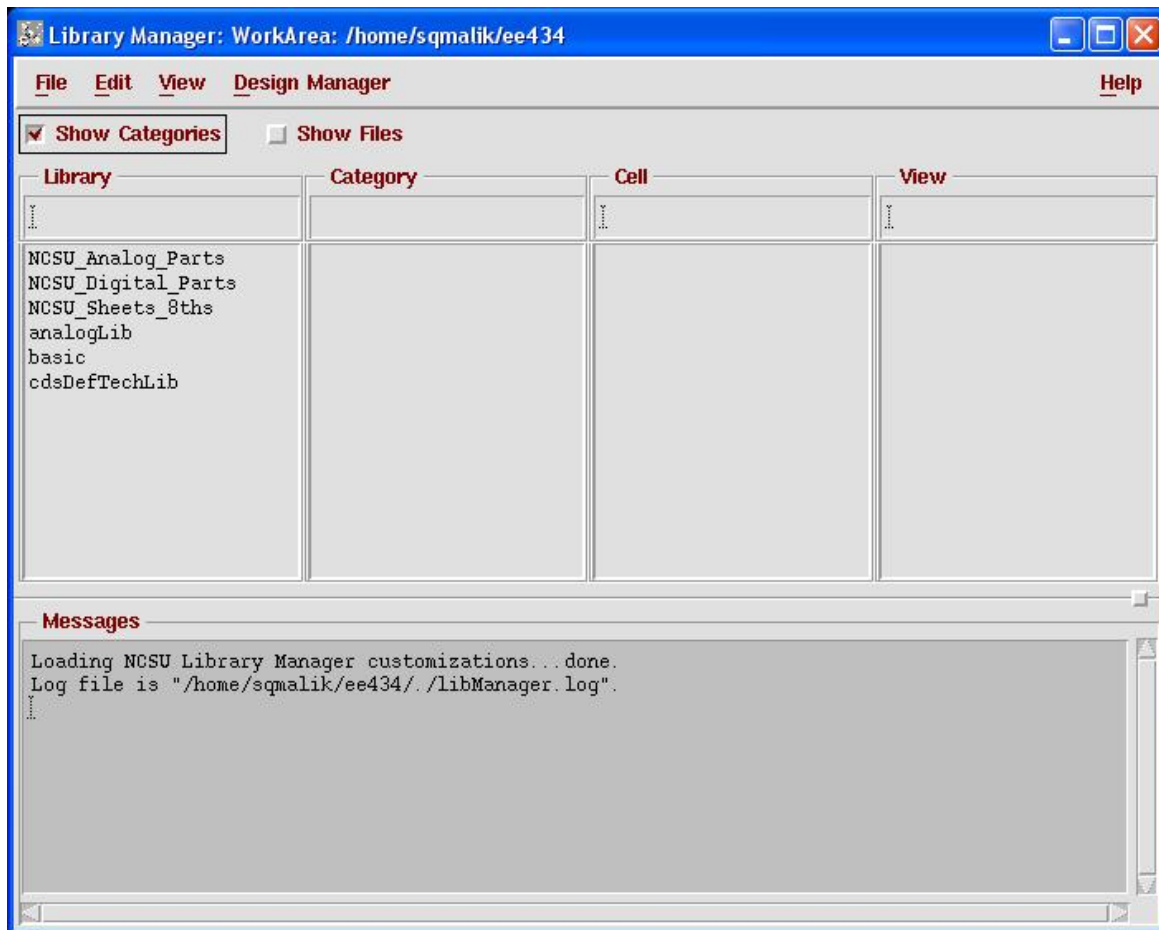 Library Manager: WorkArea: /home/sqmalik/ee434
File Edit View Design Manager Help
Show Categories Show Files
Library Category Cell View
NCSU_Analog_Parts
NCSU_Digital_Parts
NCSU_Sheets_8ths
analogLib
basic
cdsDefTechLib
Messages
Loading NCSU Library Manager customizations...done.
Log file is "/home/sqmalik/ee434/./libManager.log".